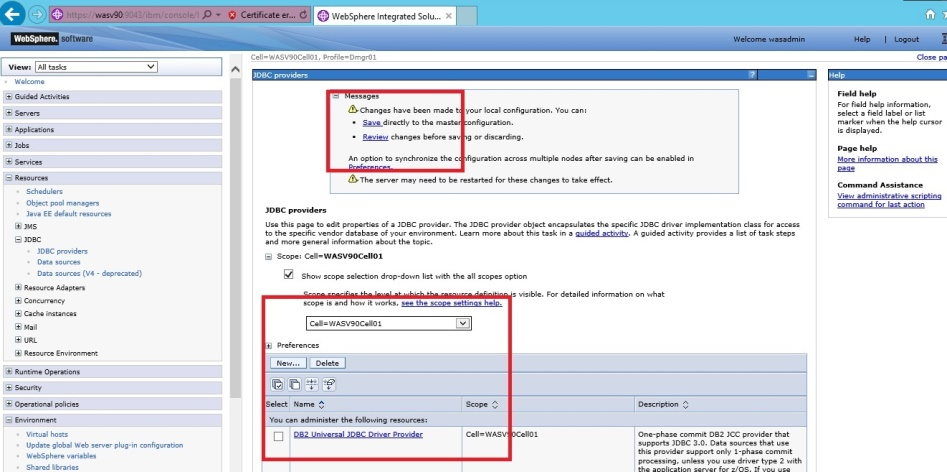 https://wasv90:9043/ibm/console/l
Certificate er...
WebSphere Integrated Solu...
WebSphere. software
Welcome wasadmin
Help | Logout
View: All tasks
Cell=WASV90Cell01, Profile=Dmgr01
Close pa
Welcome
Guided Activities
Servers
Applications
Jobs
Services
Resources
Schedulers
Object pool managers
Java EE default resources
JMS
JDBC
JDBC providers
Data sources
Data sources (V4 - deprecated)
Resource Adapters
Concurrency
Cache instances
Mail
URL
Resource Environment
Runtime Operations
Security
Operational policies
Environment
Virtual hosts
Update global Web server plug-in configuration
WebSphere variables
Shared libraries
JDBC providers
?
Messages
Changes have been made to your local configuration. You can:
Save directly to the master configuration.
Review changes before saving or discarding.
An option to synchronize the configuration across multiple nodes after saving can be enabled in
Preferences.
The server may need to be restarted for these changes to take effect.
JDBC providers
Use this page to edit properties of a JDBC provider. The JDBC provider object encapsulates the specific JDBC driver implementation class for access
to the specific vendor database of your environment. Learn more about this task in a guided activity. A guided activity provides a list of task steps
and more general information about the topic.
Scope: Cell=WASV90Cell01
Show scope selection drop-down list with the all scopes option
Scope specifies the level at which the resource definition is visible. For detailed information on what
scope is and how it works, see the scope settings help.
Cell=WASV90Cell01
Preferences
New... Delete
Select Name Scope Description
You can administer the following resources:
DB2 Universal JDBC Driver Provider
Cell=WASV90Cell01
One-phase commit DB2 JCC provider that
supports JDBC 3.0. Data sources that use
this provider support only 1-phase commit
processing, unless you use driver type 2 with
the application server for z/OS. If you use
Help
Field help
For field help information,
select a field label or list
marker when the help cursor
is displayed.
Page help
More information about this
page
Command Assistance
View administrative scripting
command for last action